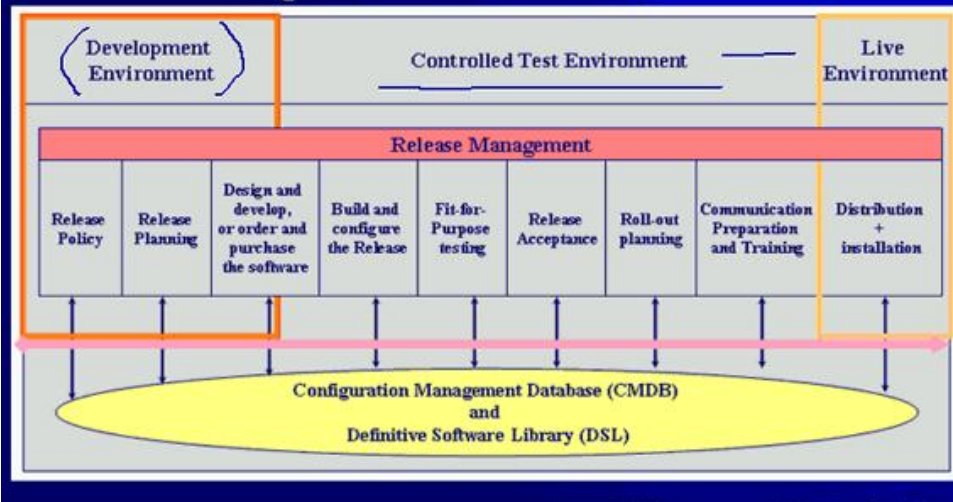 Development
Environment
Controlled Test Environment
Live
Environment
Release Management
Release
Policy
Release
Planning
Design and
develop,
or order and
purchase
the software
Build and
configure
the Release
Fit-for-
Purpose
testing
Release
Acceptance
Roll-out
planning
Communication
Preparation
and Training
Distribution
+
installation
Configuration Management Database (CMDB)
and
Definitive Software Library (DSL)